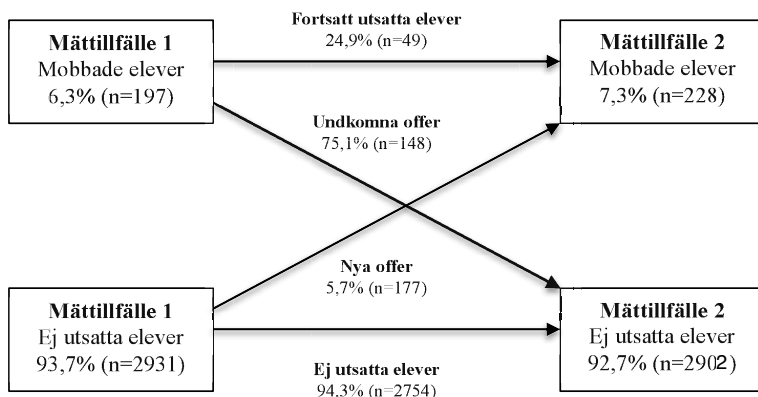 Fortsatt utsatta elever
24,9% (n=49)
Mättillfälle 1
Mobbade elever
6,3% (n=197)
Mättillfälle 2
Mobbade elever
7,3% (n=228)
Undkomna offer
75,1% (n=148)
Nya offer
5,7% (n=177)
Mättillfälle 1
Ej utsatta elever
93,7% (n=2931)
Mättillfälle 2
Ej utsatta elever
92,7% (n=2902)
Ej utsatta elever
94,3% (n=2754)